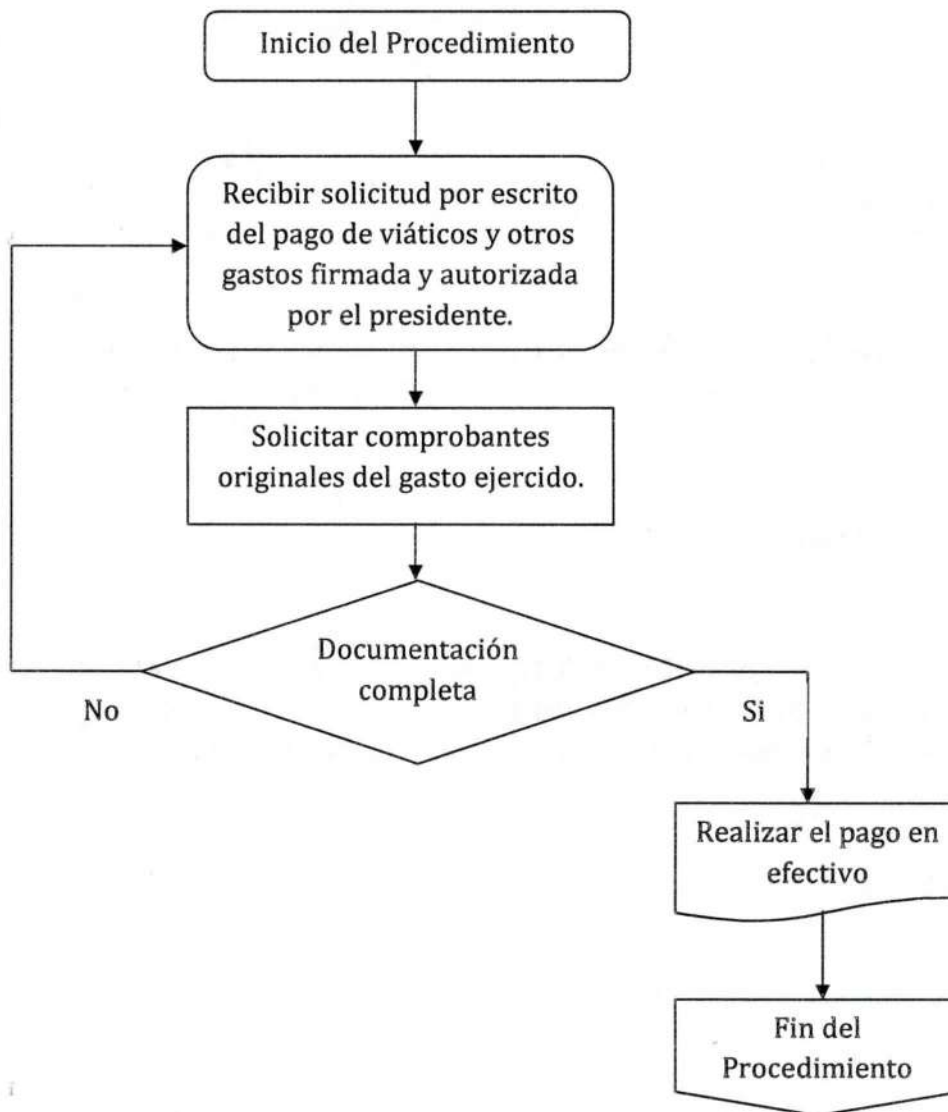 Inicio del Procedimiento
Recibir solicitud por escrito
del pago de viáticos y otros
gastos firmada y autorizada
por el presidente.
Solicitar comprobantes
originales del gasto ejercido.
Documentación
completa
No
Si
Realizar el pago en
efectivo
Fin del
Procedimiento